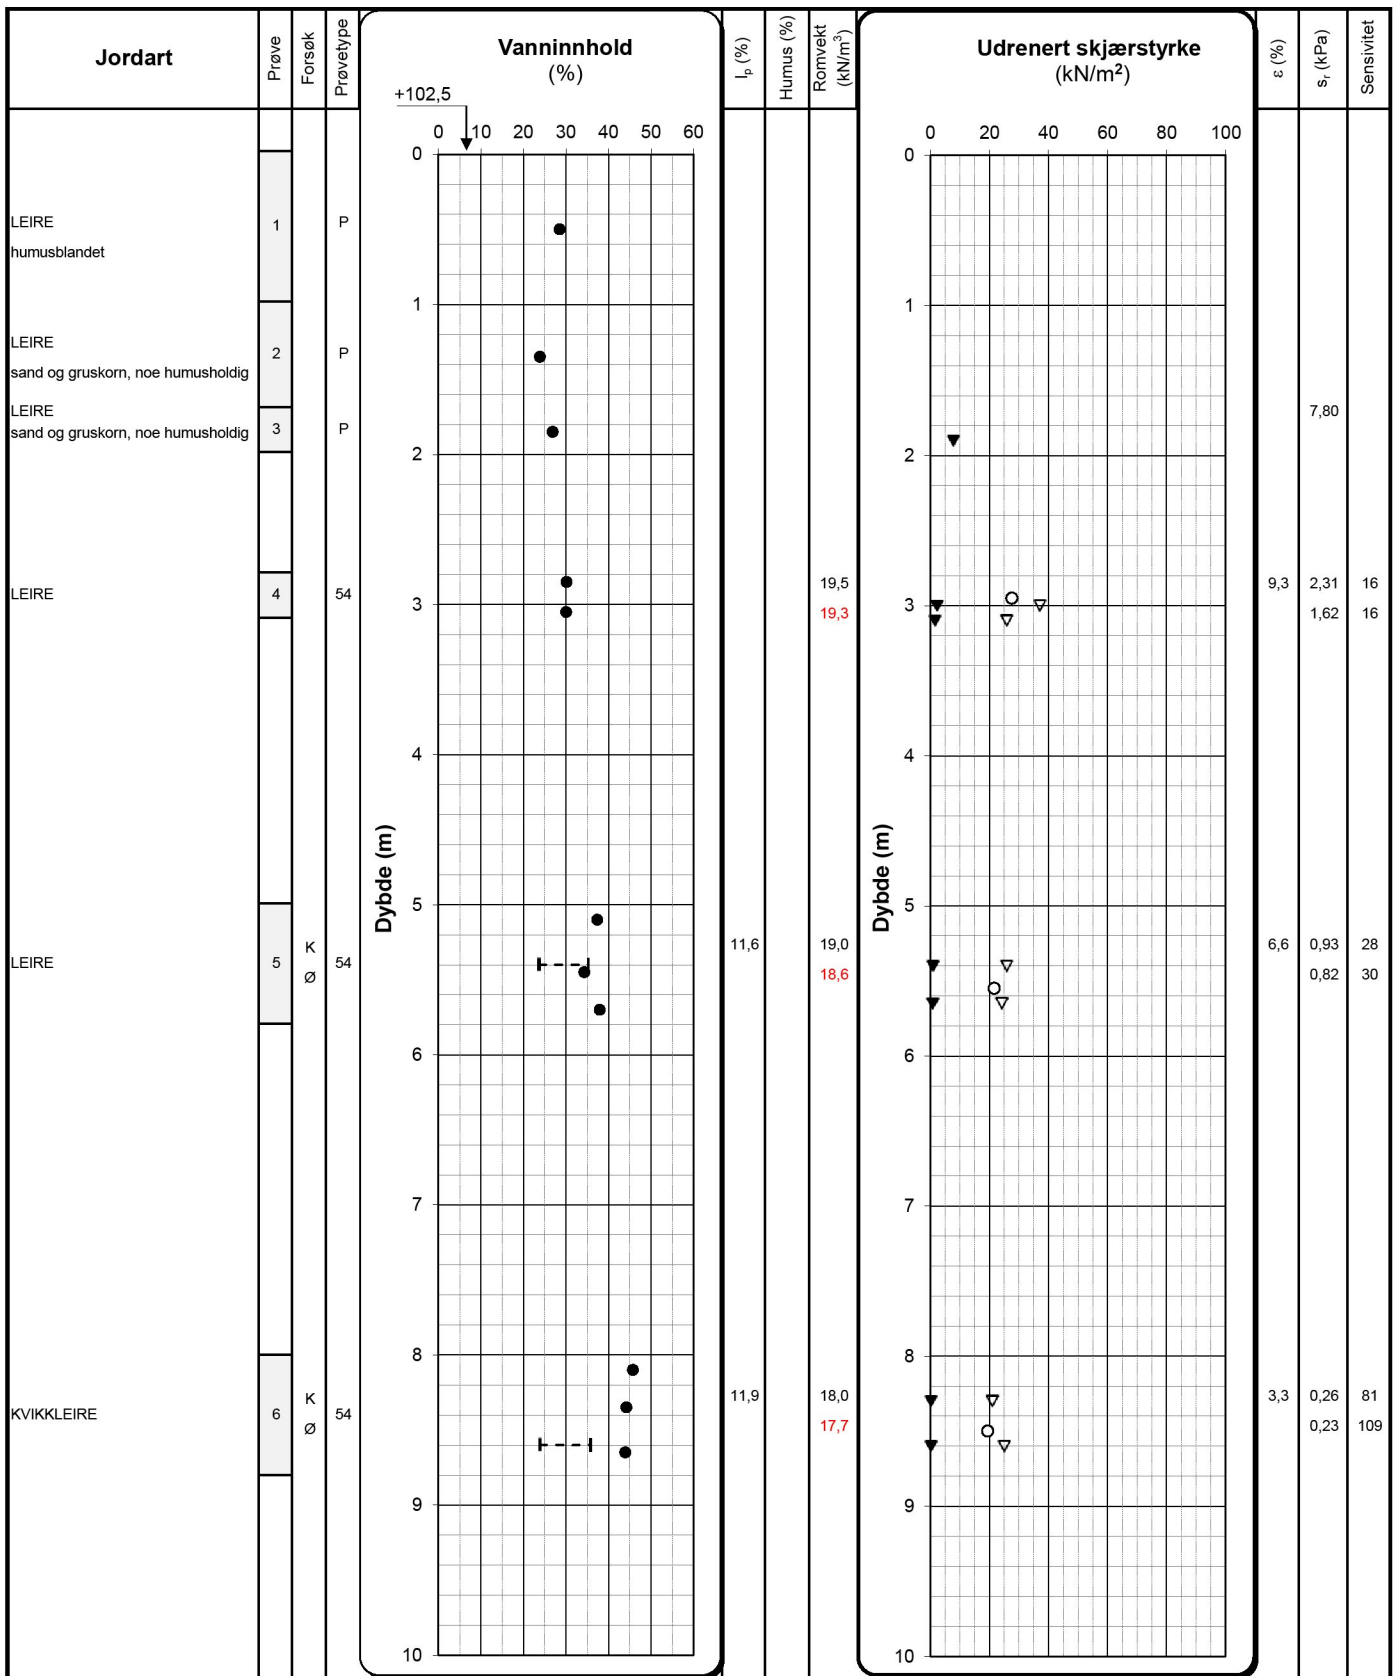 Jordart
Prøve
Forsøk
Prøvetype
Vanninnhold
(%)
+102,5
0 10 20 30 40 50 60
Iₚ (%)
Humus (%)
Romvekt
(kN/m³)
Udrenert skjærstyrke
(kN/m²)
0 20 40 60 80 100
ε (%)
sᵣ (kPa)
Sensivitet
0 0
LEIRE
humusblandet
1 P
1 1
LEIRE
sand og gruskorn, noe humusholdig
2 P
LEIRE
sand og gruskorn, noe humusholdig
3 P
7,80
2 2
LEIRE 4 54
19,5 9,3 2,31 16
19,3 1,62 16
3 3
4 4
Dybde (m)
Dybde (m)
5 5
LEIRE 5
K
Ø
54
11,6 19,0 6,6 0,93 28
18,6 0,82 30
6 6
7 7
8 8
KVIKKLEIRE 6
K
Ø
54
11,9 18,0 3,3 0,26 81
17,7 0,23 109
9 9
10 10